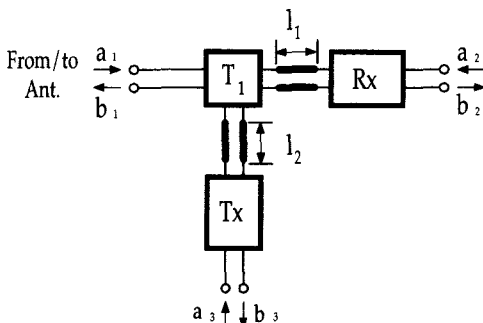 l₁
From/to
Ant.
a₁
b₁
T₁
Rx
a₂
b₂
l₂
Tx
a₃
b₃